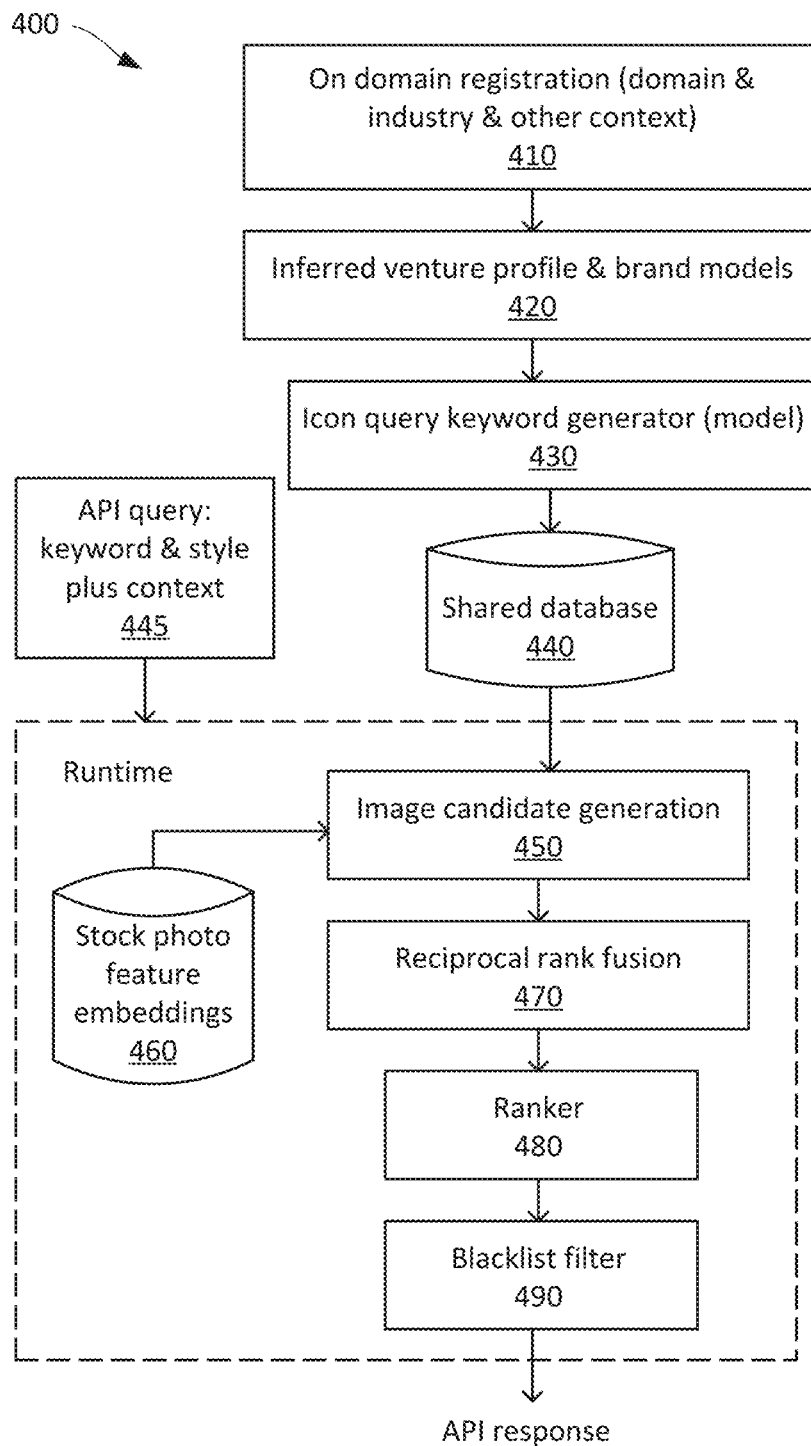 400
On domain registration (domain &
industry & other context)
410
Inferred venture profile & brand models
420
Icon query keyword generator (model)
430
API query:
keyword & style
plus context
445
Shared database
440
Runtime
Image candidate generation
450
Stock photo
feature
embeddings
460
Reciprocal rank fusion
470
Ranker
480
Blacklist filter
490
API response